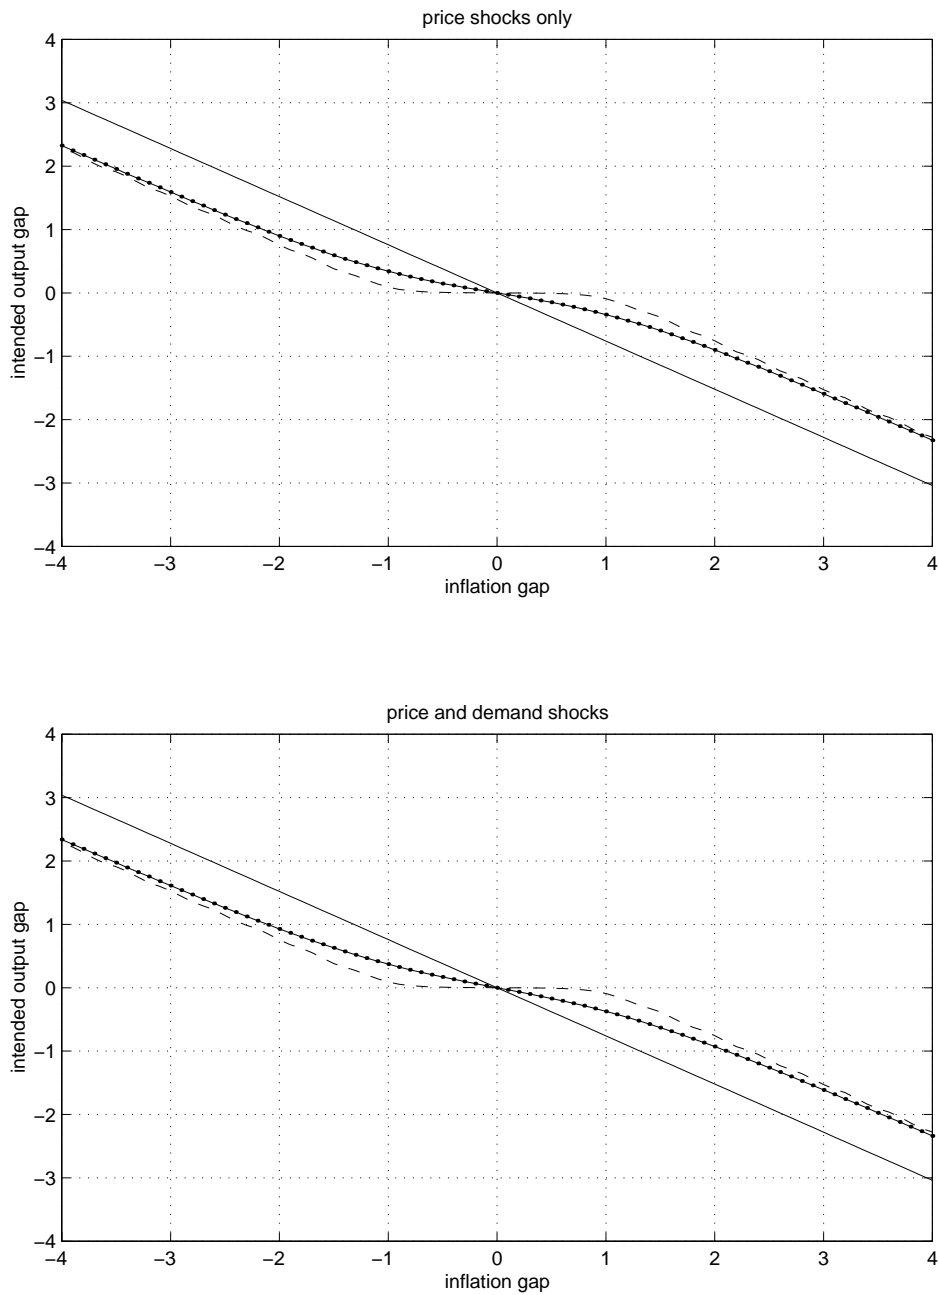 price shocks only
4
3
2
1
0
−1
−2
−3
−4
intended output gap
−4 −3 −2 −1 0 1 2 3 4
inflation gap
price and demand shocks
4
3
2
1
0
−1
−2
−3
−4
intended output gap
−4 −3 −2 −1 0 1 2 3 4
inflation gap